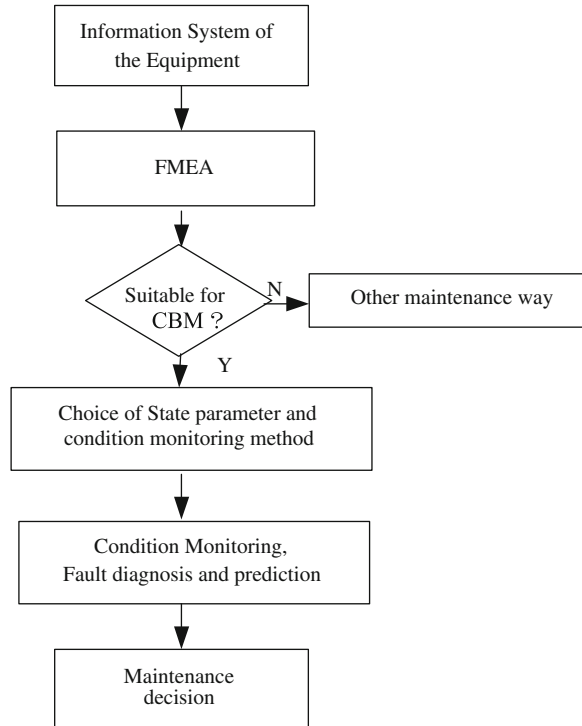 Information System of
the Equipment
FMEA
Suitable for
CBM ？
N
Other maintenance way
Y
Choice of State parameter and
condition monitoring method
Condition Monitoring,
Fault diagnosis and prediction
Maintenance
decision